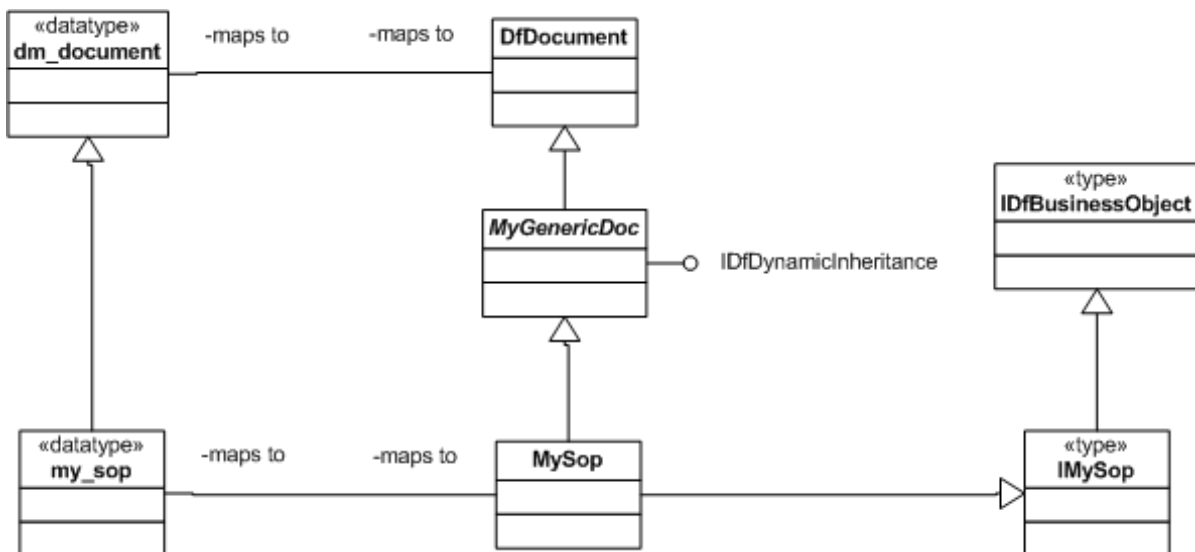 «datatype»
dm_document
-maps to
-maps to
DfDocument
«type»
IDfBusinessObject
MyGenericDoc
IDfDynamicInheritance
«datatype»
my_sop
-maps to
-maps to
MySop
«type»
IMySop